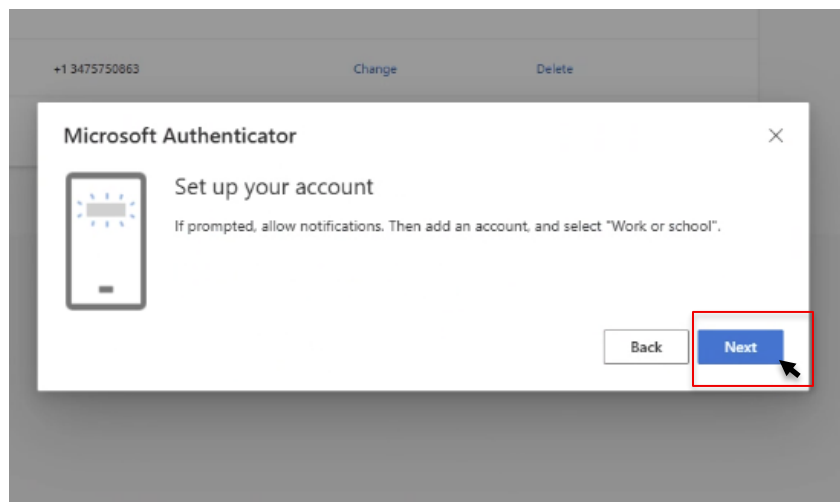 +1 3475750863 Change Delete
Microsoft Authenticator
Set up your account
If prompted, allow notifications. Then add an account, and select "Work or school".
Back Next